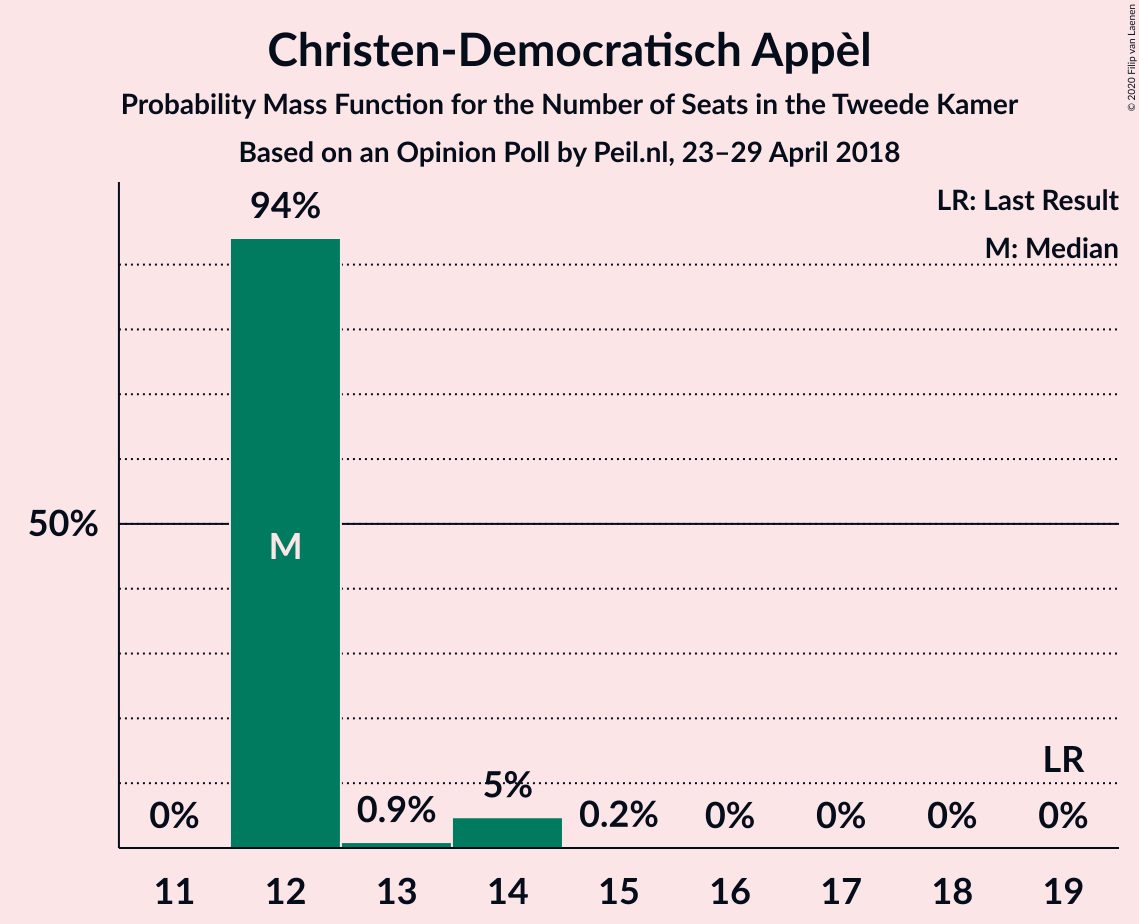 Christen-Democratisch Appèl
Probability Mass Function for the Number of Seats in the Tweede Kamer
Based on an Opinion Poll by Peil.nl, 23–29 April 2018
© 2020 Filip van Laenen
LR: Last Result
M: Median
94%
50%
M
LR
0%
0.9%
5%
0.2%
0%
0%
0%
0%
11 12 13 14 15 16 17 18 19